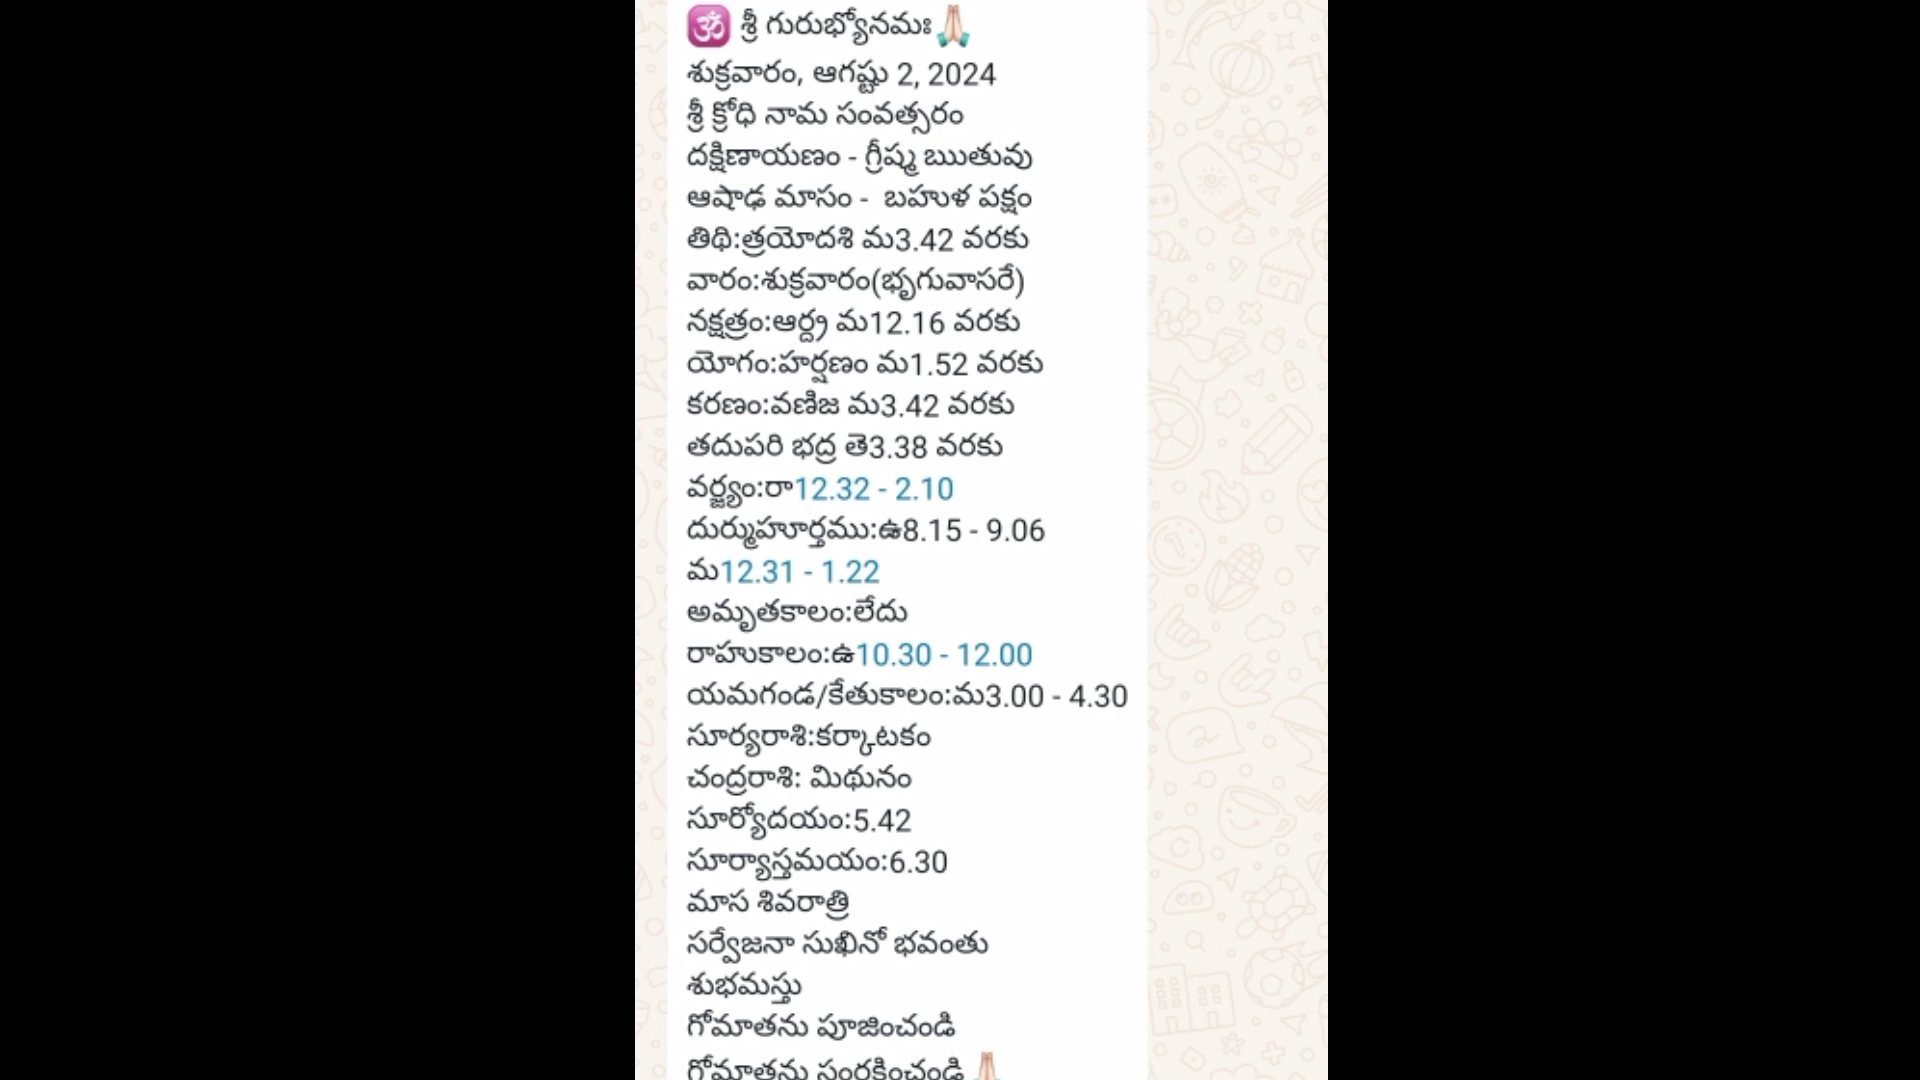 🕉 శ్రీ గురుభ్యోనమః🙏🏻
శుక్రవారం, ఆగష్టు 2, 2024
శ్రీ క్రోధి నామ సంవత్సరం
దక్షిణాయణం - గ్రీష్మ ఋతువు
ఆషాఢ మాసం -  బహుళ పక్షం
తిథి:త్రయోదశి మ3.42 వరకు
వారం:శుక్రవారం(భృగువాసరే)
నక్షత్రం:ఆర్ద్ర మ12.16 వరకు
యోగం:హర్షణం మ1.52 వరకు
కరణం:వణిజ మ3.42 వరకు
తదుపరి భద్ర తె3.38 వరకు
వర్జ్యం:రా12.32 - 2.10
దుర్ముహూర్తము:ఉ8.15 - 9.06
మ12.31 - 1.22
అమృతకాలం:లేదు
రాహుకాలం:ఉ10.30 - 12.00
యమగండ/కేతుకాలం:మ3.00 - 4.30
సూర్యరాశి:కర్కాటకం
చంద్రరాశి: మిథునం
సూర్యోదయం:5.42
సూర్యాస్తమయం:6.30
మాస శివరాత్రి
సర్వేజనా సుఖినో భవంతు
శుభమస్తు
గోమాతను పూజించండి
గోమాతను సంరక్షించండి🙏🏻